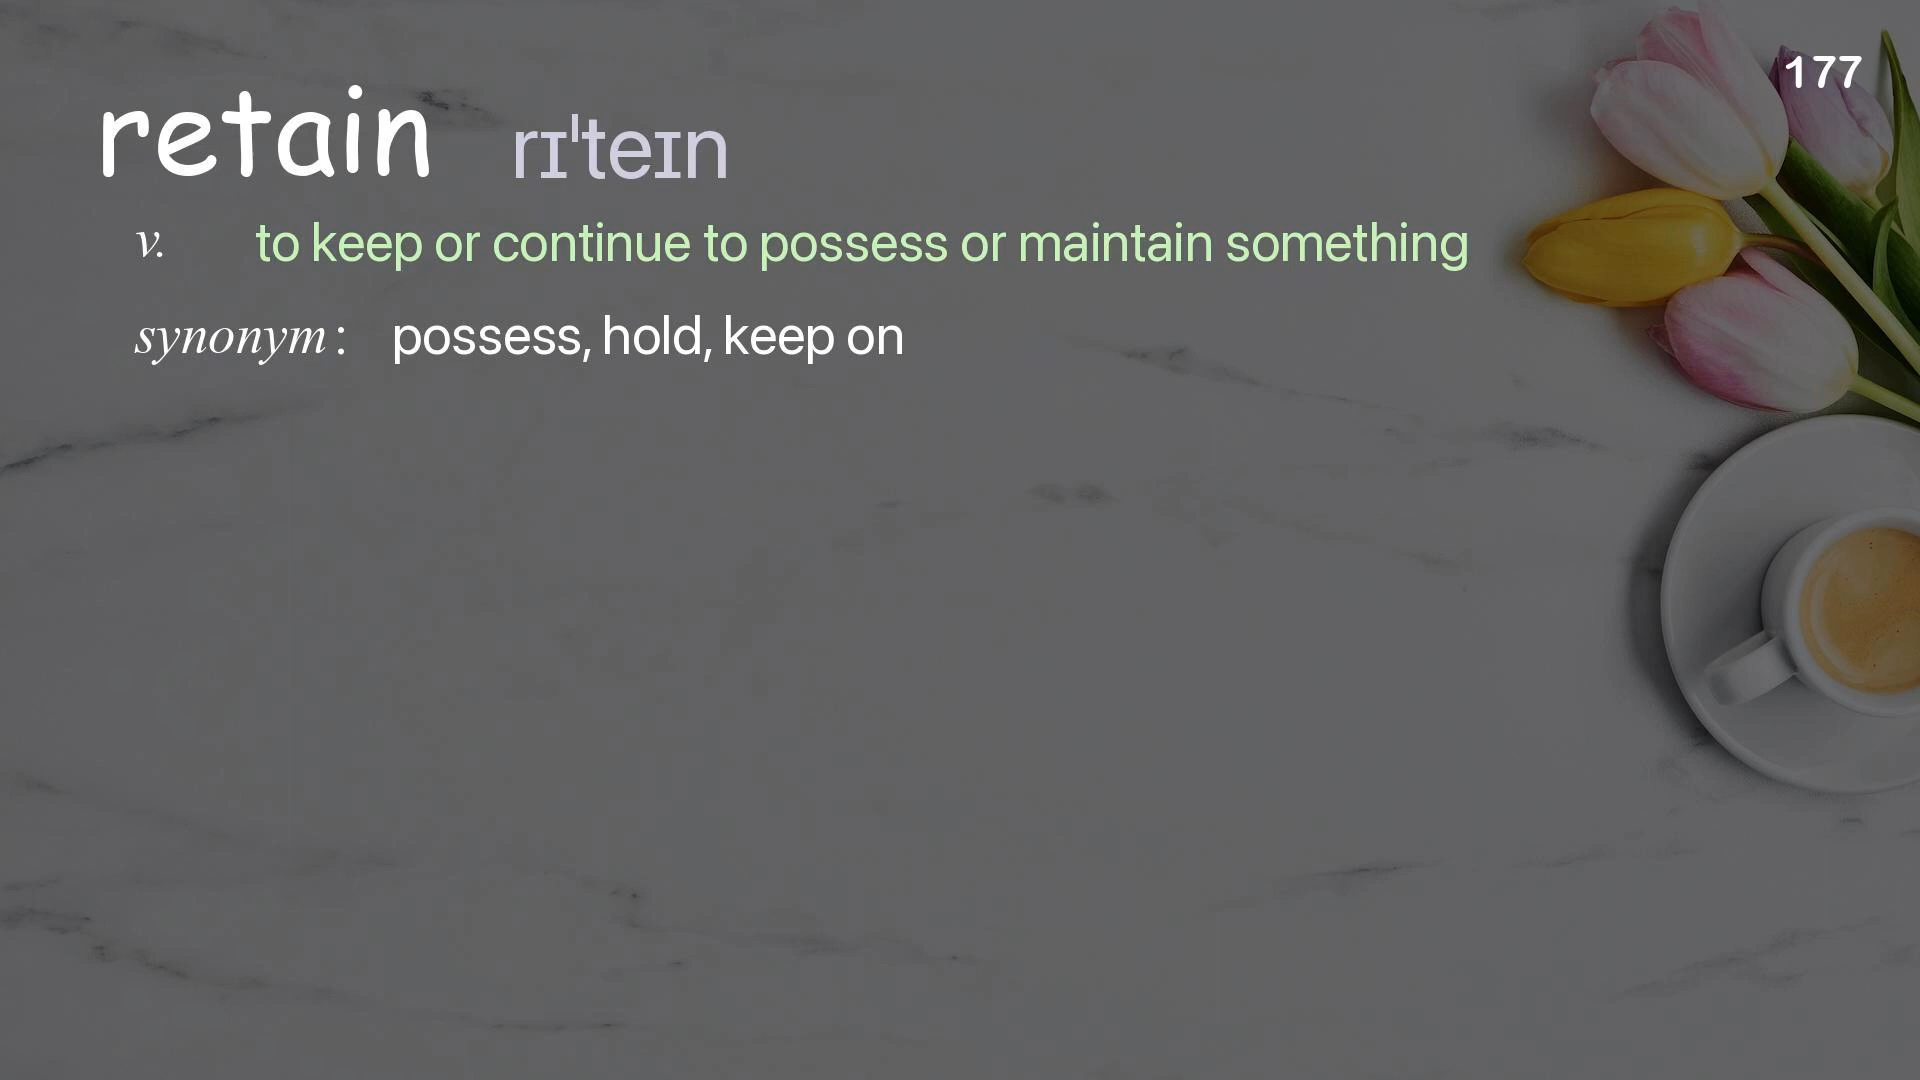 177
retain rɪˈteɪn
v. to keep or continue to possess or maintain something
synonym : possess, hold, keep on